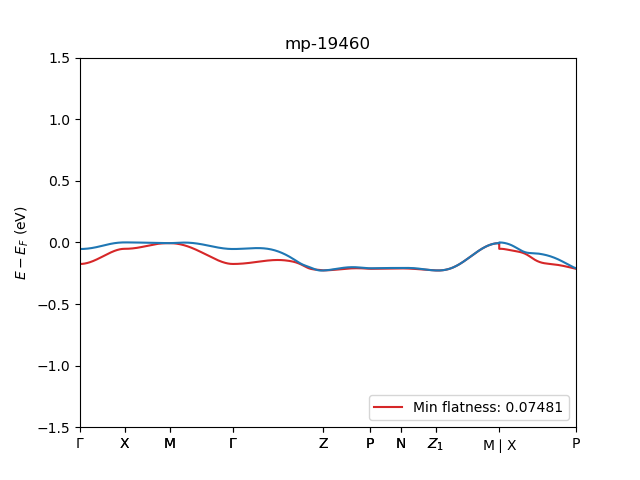 mp-19460
E − E_F (eV)
1.5
1.0
0.5
0.0
−0.5
−1.0
−1.5
Min flatness: 0.07481
Γ X M Γ Z P N Z₁ M | X P